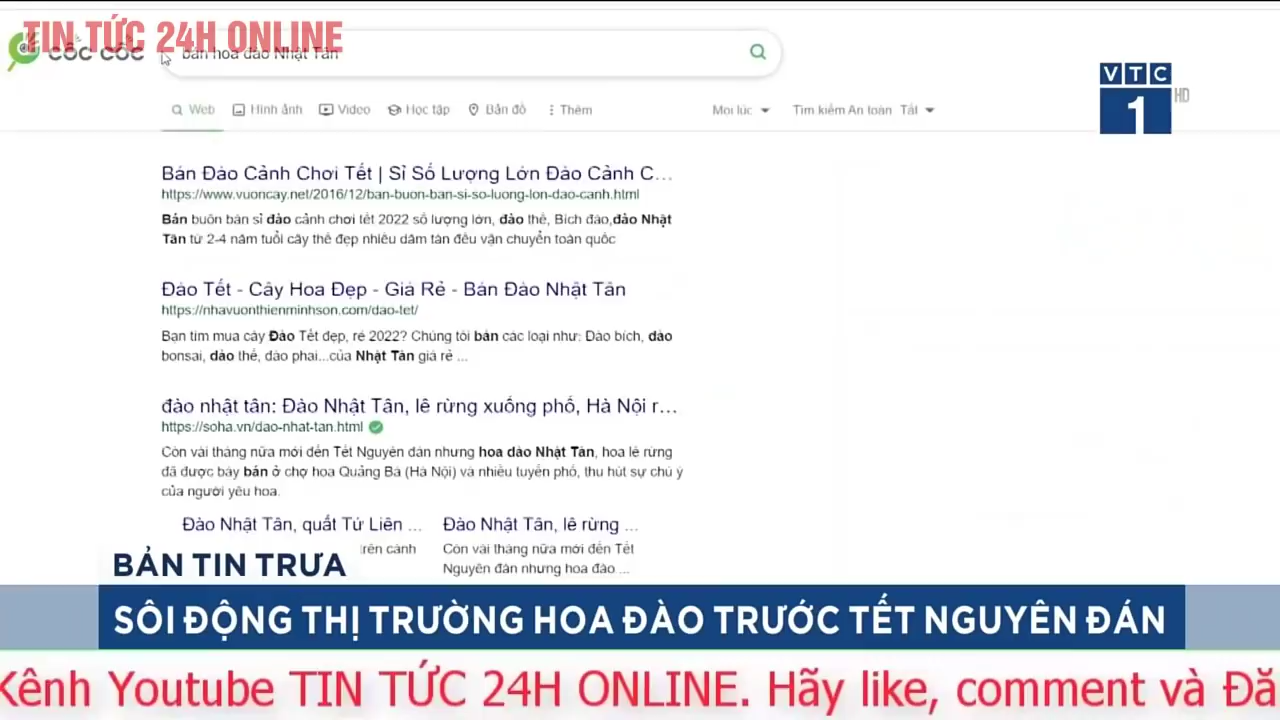 TIN TỨC 24H ONLINE
cốc cốc
bán hoa đào Nhật Tân
VTC
1
HD
Web Hình ảnh Video Học tập Bản đồ Thêm Mọi lúc Tìm kiếm An toàn Tất
Bán Đào Cảnh Chơi Tết | Sỉ Số Lượng Lớn Đào Cảnh C...
https://www.vuoncay.net/2016/12/ban-buon-ban-si-so-luong-lon-dao-canh.html
Bán buôn bán sỉ đào cảnh chơi tết 2022 số lượng lớn, đào thế, Bích đào,đào Nhật
Tân từ 2-4 năm tuổi cây thế đẹp nhiều dăm tán đều vận chuyển toàn quốc
Đào Tết - Cây Hoa Đẹp - Giá Rẻ - Bán Đào Nhật Tân
https://nhavuonthienminhson.com/dao-tet/
Bạn tìm mua cây Đào Tết đẹp, rẻ 2022? Chúng tôi bán các loại như: Đào bích, đào
bonsai, đào thế, đào phai...của Nhật Tân giá rẻ ...
đào nhật tân: Đào Nhật Tân, lê rừng xuống phố, Hà Nội r...
https://soha.vn/dao-nhat-tan.html
Còn vài tháng nữa mới đến Tết Nguyên đán nhưng hoa đào Nhật Tân, hoa lê rừng
đã được bày bán ở chợ hoa Quảng Bá (Hà Nội) và nhiều tuyến phố, thu hút sự chú ý
của người yêu hoa.
Đào Nhật Tân, quất Tứ Liên ... Đào Nhật Tân, lê rừng ...
trên cánh Còn vài tháng nữa mới đến Tết
Nguyên đán nhưng hoa đào ...
BẢN TIN TRƯA
SÔI ĐỘNG THỊ TRƯỜNG HOA ĐÀO TRƯỚC TẾT NGUYÊN ĐÁN
Kênh Youtube TIN TỨC 24H ONLINE. Hãy like, comment và Đă